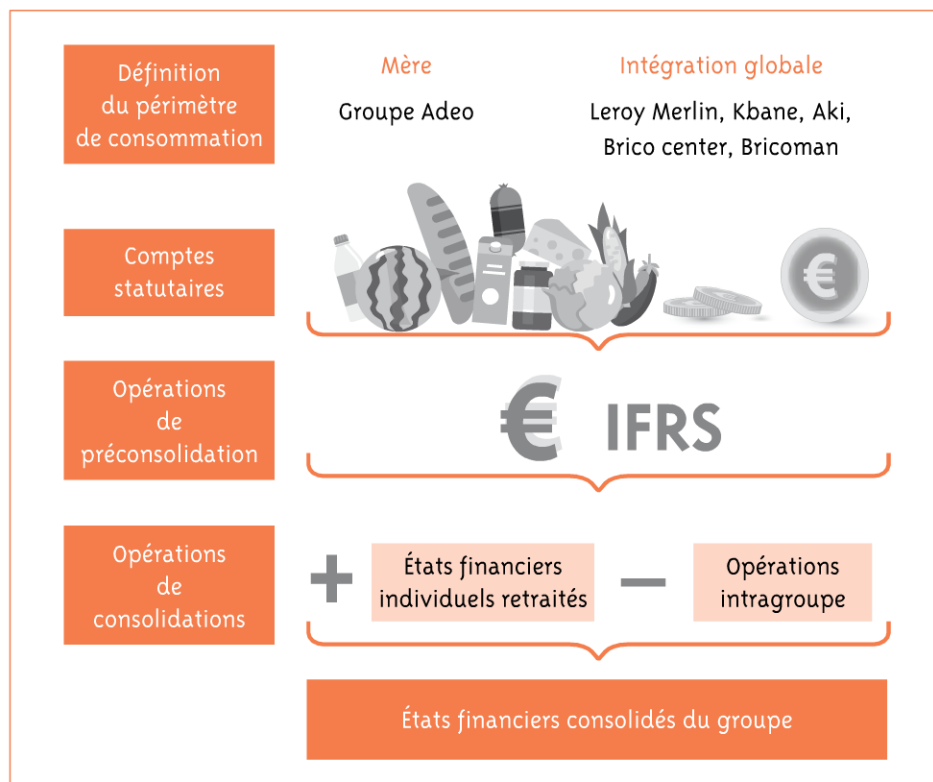 Définition
du périmètre
de consommation
Mère
Groupe Adeo
Intégration globale
Leroy Merlin, Kbane, Aki,
Brico center, Bricoman
Comptes
statutaires
€
Opérations
de
préconsolidation
€ IFRS
Opérations
de
consolidations
+
États financiers
individuels retraités
−
Opérations
intragroupe
États financiers consolidés du groupe